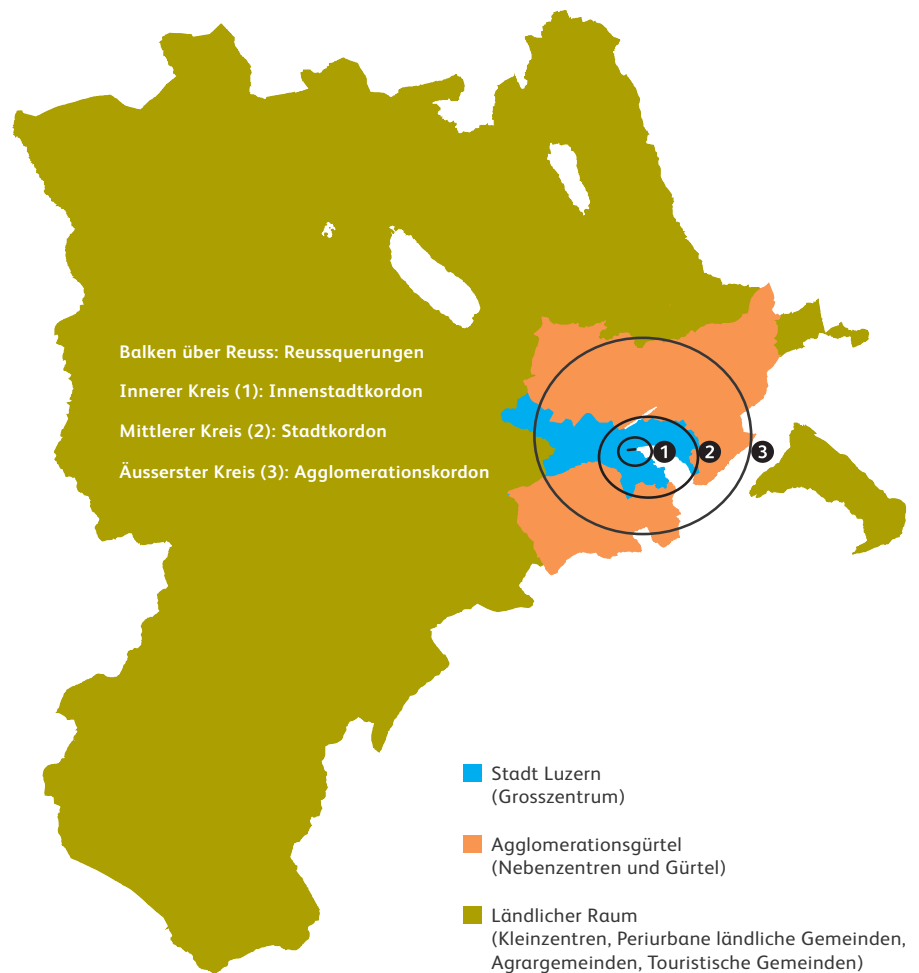 Balken über Reuss: Reussquerungen
Innerer Kreis (1): Innenstadtkordon
Mittlerer Kreis (2): Stadtkordon
Äusserster Kreis (3): Agglomerationskordon
1 2 3
Stadt Luzern
(Grosszentrum)
Agglomerationsgürtel
(Nebenzentren und Gürtel)
Ländlicher Raum
(Kleinzentren, Periurbane ländliche Gemeinden,
Agrargemeinden, Touristische Gemeinden)